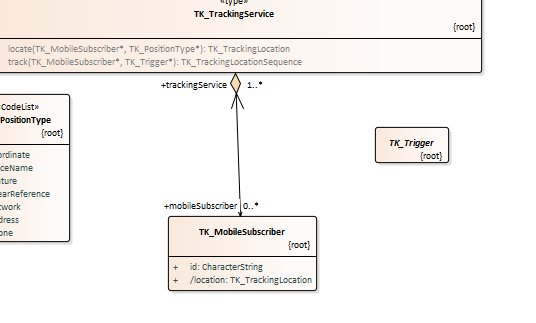 «type»
TK_TrackingService
{root}
locate(TK_MobileSubscriber*, TK_PositionType*): TK_TrackingLocation
track(TK_MobileSubscriber*, TK_Trigger*): TK_TrackingLocationSequence
+trackingService 1..*
CodeList»
PositionType
{root}
ordinate
ceName
ture
earReference
twork
dress
one
TK_Trigger
{root}
+mobileSubscriber 0..*
TK_MobileSubscriber
{root}
+ id: CharacterString
+ /location: TK_TrackingLocation